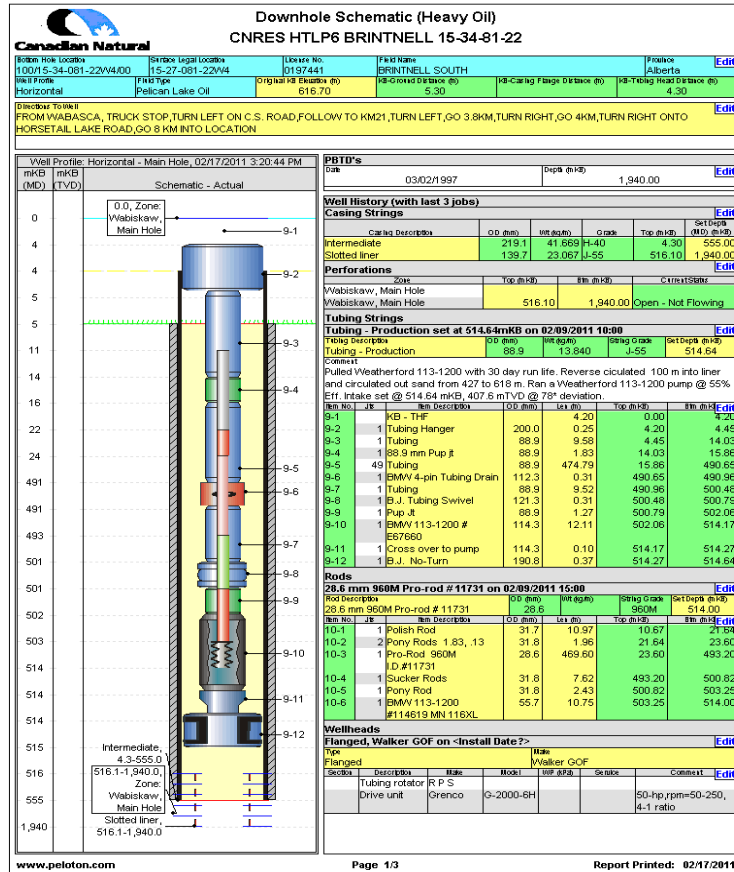 Canadian Natural
Downhole Schematic (Heavy Oil)
CNRES HTLP6 BRINTNELL 15-34-81-22
Bottom Hole Location Surface Legal Location License No. Field Name Province Edit
100/15-34-081-22W4/00 15-27-081-22W4 0197441 BRINTNELL SOUTH Alberta
Well Profile Field Type Original KB Elevation (m) KB-Ground Distance (m) KB-Casing Flange Distance (m) KB-Tubing Head Distance (m) Edit
Horizontal Pelican Lake Oil 616.70 5.30 4.30
Directions To Well Edit
FROM WABASCA, TRUCK STOP,TURN LEFT ON C.S. ROAD,FOLLOW TO KM21,TURN LEFT,GO 3.8KM,TURN RIGHT,GO 4KM,TURN RIGHT ONTO
HORSETAIL LAKE ROAD,GO 8 KM INTO LOCATION
Well Profile: Horizontal - Main Hole, 02/17/2011 3:20:44 PM
mKB (MD) mKB (TVD) Schematic - Actual
0.0, Zone:
Wabiskaw,
Main Hole
0
4
4
5
5
11
14
16
22
24
491
491
493
501
501
502
503
514
514
514
515
516
555
1,940
9-1
9-2
9-3
9-4
9-5
9-6
9-7
9-8
9-9
9-10
9-11
9-12
Intermediate,
4.3-555.0
516.1-1,940.0,
Zone:
Wabiskaw,
Main Hole
Slotted liner,
516.1-1,940.0
PBTD's Edit
Date Depth (mKB)
03/02/1997 1,940.00
Well History (with last 3 jobs)
Casing Strings Edit
Casing Description OD (mm) Wt (kg/m) Grade Top (mKB) Set Depth (MD) (mKB)
Intermediate 219.1 41.669 H-40 4.30 555.00
Slotted liner 139.7 23.067 J-55 516.10 1,940.00
Perforations Edit
Zone Top (mKB) Btm (mKB) Current Status
Wabiskaw, Main Hole
Wabiskaw, Main Hole 516.10 1,940.00 Open - Not Flowing
Tubing Strings
Tubing - Production set at 514.64mKB on 02/09/2011 10:00 Edit
Tubing Description OD (mm) Wt (kg/m) String Grade Set Depth (mKB)
Tubing - Production 88.9 13.840 J-55 514.64
Comment
Pulled Weatherford 113-1200 with 30 day run life. Reverse ciculated 100 m into liner
and circulated out sand from 427 to 618 m. Ran a Weatherford 113-1200 pump @ 55%
Eff. Intake set @ 514.64 mKB, 407.6 mTVD @ 78* deviation.
Item No. Jts Item Description OD (mm) Len (m) Top (mKB) Btm (mKB) Edit
9-1 KB - THF 4.20 0.00 4.20
9-2 1 Tubing Hanger 200.0 0.25 4.20 4.45
9-3 1 Tubing 88.9 9.58 4.45 14.03
9-4 1 88.9 mm Pup jt 88.9 1.83 14.03 15.86
9-5 49 Tubing 88.9 474.79 15.86 490.65
9-6 1 BMW 4-pin Tubing Drain 112.3 0.31 490.65 490.96
9-7 1 Tubing 88.9 9.52 490.96 500.48
9-8 1 B.J. Tubing Swivel 121.3 0.31 500.48 500.79
9-9 1 Pup Jt 88.9 1.27 500.79 502.06
9-10 1 BMW 113-1200 # 114.3 12.11 502.06 514.17
E67660
9-11 1 Cross over to pump 114.3 0.10 514.17 514.27
9-12 1 B.J. No-Turn 190.8 0.37 514.27 514.64
Rods
28.6 mm 960M Pro-rod # 11731 on 02/09/2011 15:00 Edit
Rod Description OD (mm) Wt (kg/m) String Grade Set Depth (mKB)
28.6 mm 960M Pro-rod # 11731 28.6 960M 514.00
Item No. Jts Item Description OD (mm) Len (m) Top (mKB) Btm (mKB) Edit
10-1 1 Polish Rod 31.7 10.97 10.67 21.64
10-2 2 Pony Rods 1.83, .13 31.8 1.96 21.64 23.60
10-3 1 Pro-Rod 960M 28.6 469.60 23.60 493.20
I.D.#11731
10-4 1 Sucker Rods 31.8 7.62 493.20 500.82
10-5 1 Pony Rod 31.8 2.43 500.82 503.25
10-6 1 BMW 113-1200 55.7 10.75 503.25 514.00
#114619 MN 116XL
Wellheads
Flanged, Walker GOF on <Install Date?> Edit
Type Make
Flanged Walker GOF
Section Description Make Model WP (kPa) Service Comment Edit
Tubing rotator R P S
Drive unit Grenco G-2000-6H 50-hp,rpm=50-250,
4-1 ratio
www.peloton.com Page 1/3 Report Printed: 02/17/2011